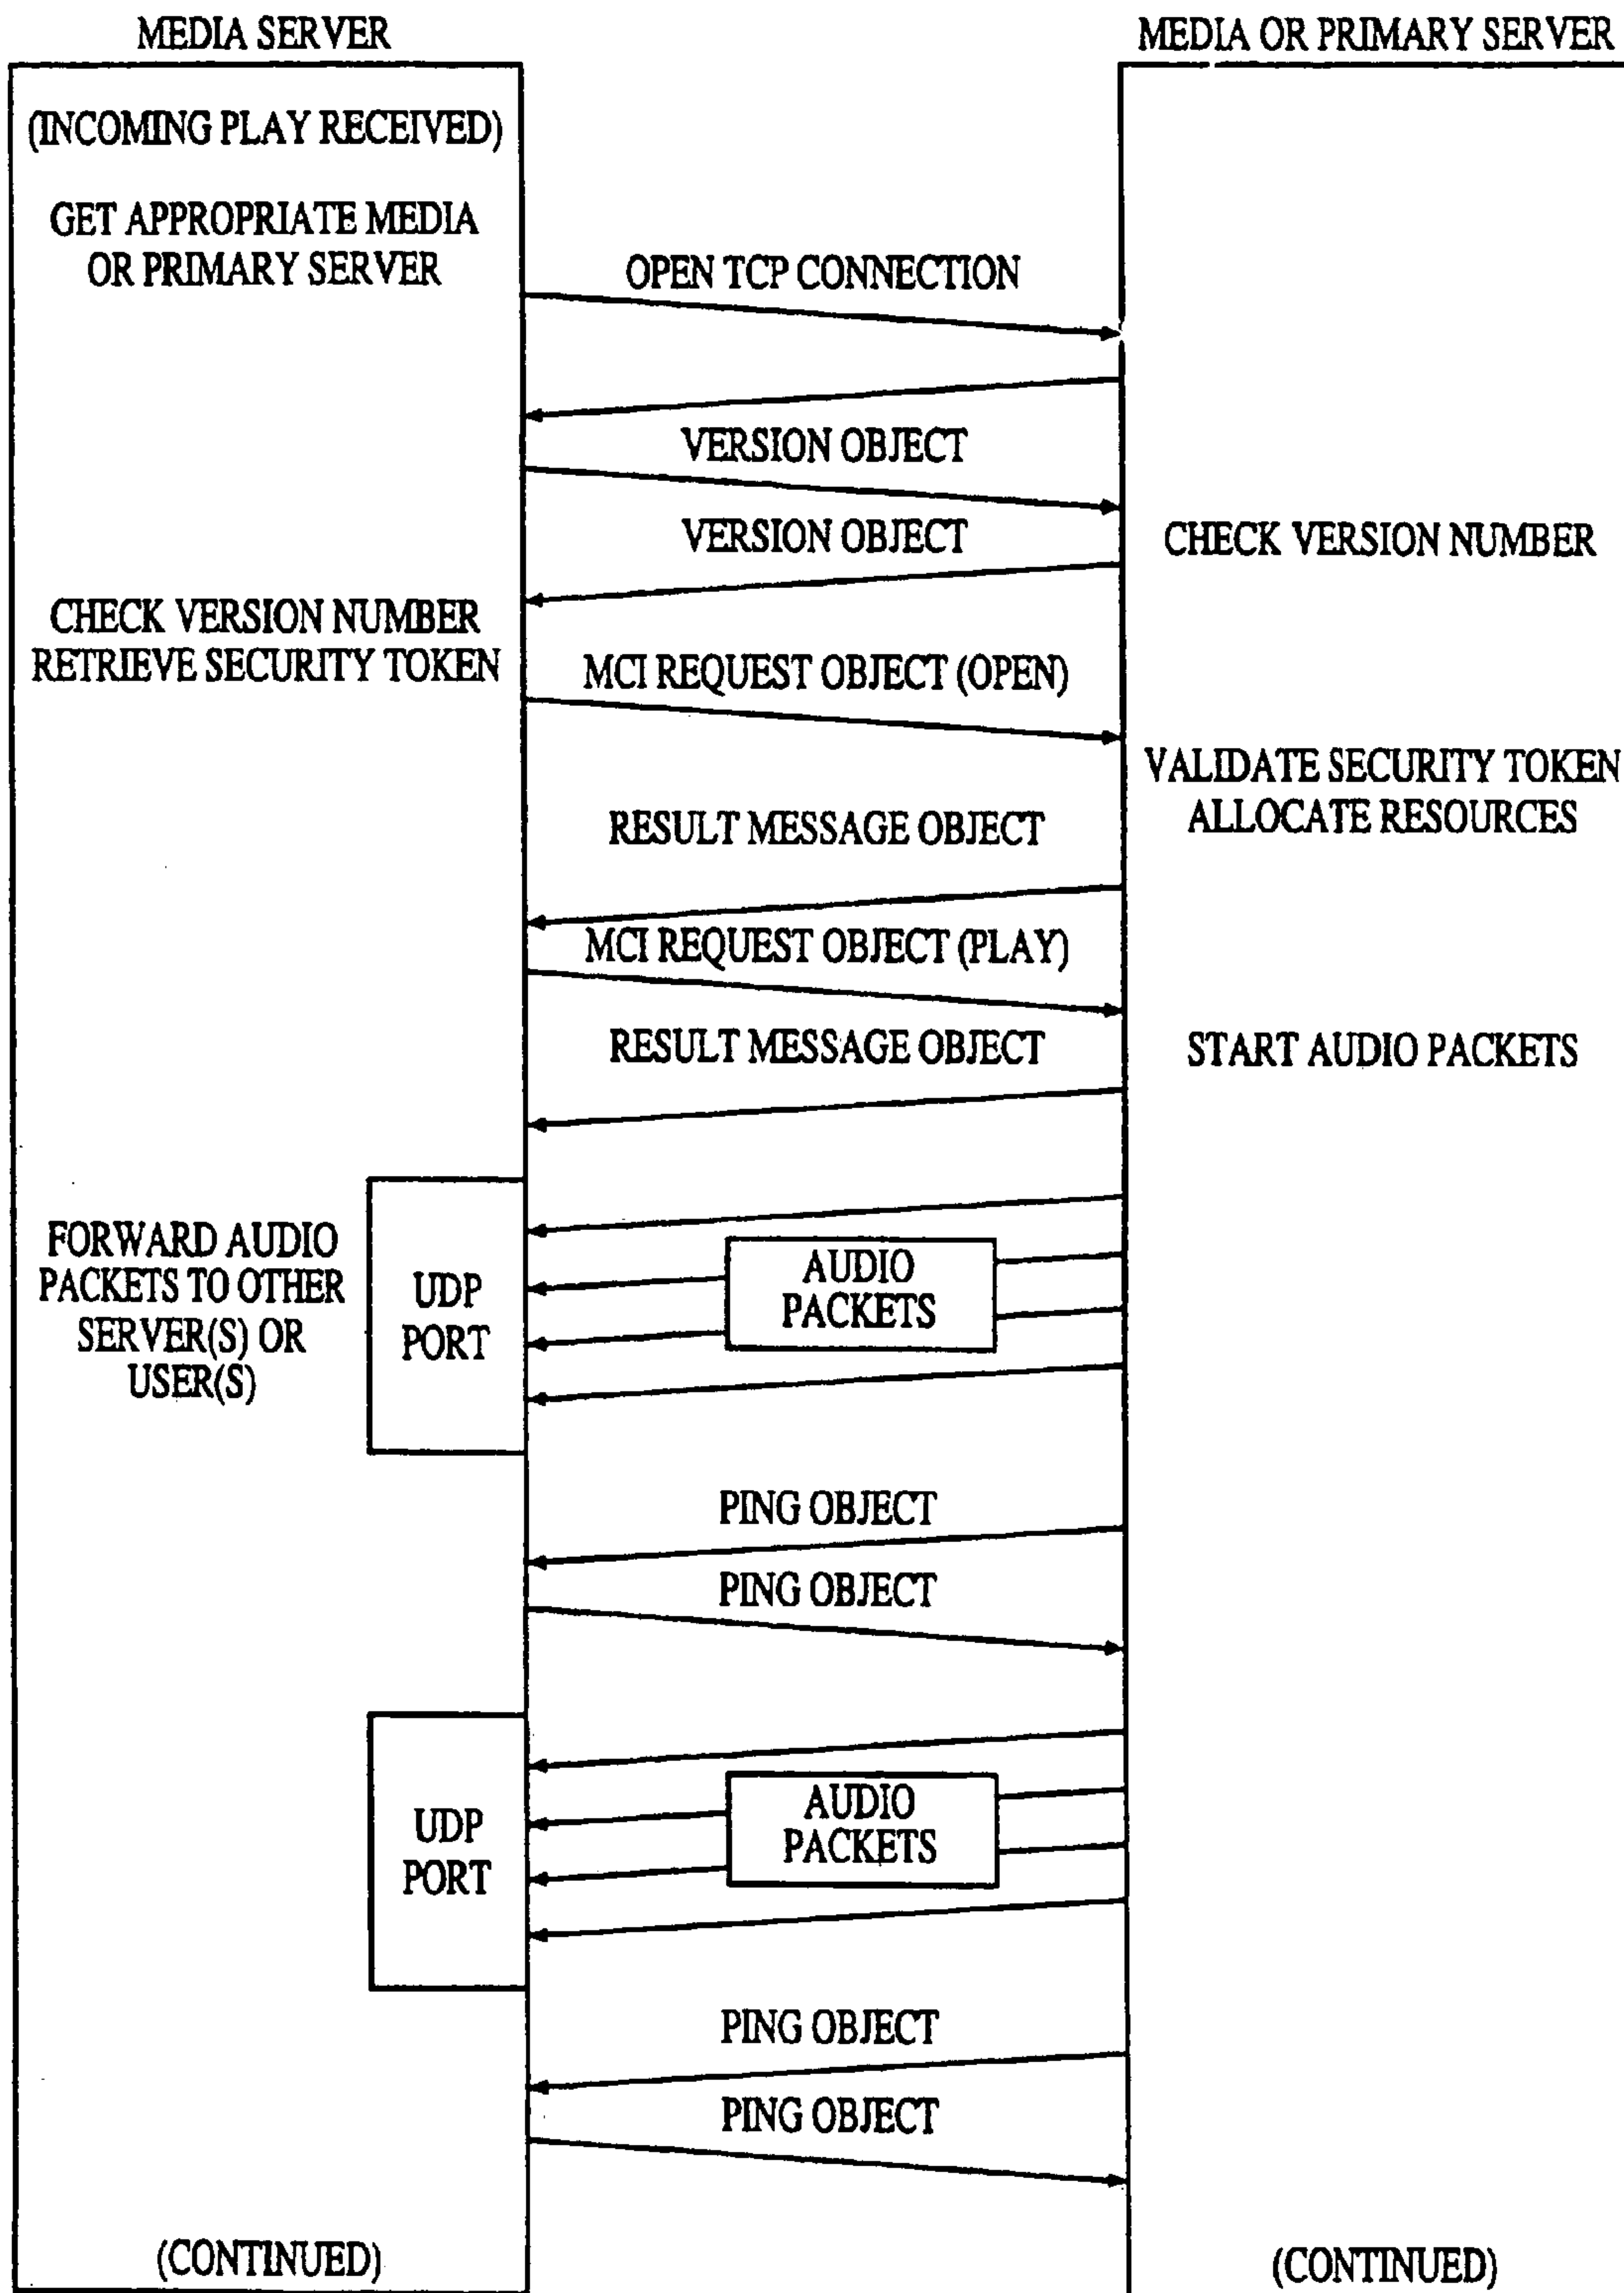 MEDIA SERVER
MEDIA OR PRIMARY SERVER
(INCOMING PLAY RECEIVED)
GET APPROPRIATE MEDIA
OR PRIMARY SERVER
OPEN TCP CONNECTION
VERSION OBJECT
VERSION OBJECT
CHECK VERSION NUMBER
CHECK VERSION NUMBER
RETRIEVE SECURITY TOKEN
MCI REQUEST OBJECT (OPEN)
VALIDATE SECURITY TOKEN
ALLOCATE RESOURCES
RESULT MESSAGE OBJECT
MCI REQUEST OBJECT (PLAY)
RESULT MESSAGE OBJECT
START AUDIO PACKETS
FORWARD AUDIO
PACKETS TO OTHER
SERVER(S) OR
USER(S)
UDP
PORT
AUDIO
PACKETS
PING OBJECT
PING OBJECT
UDP
PORT
AUDIO
PACKETS
PING OBJECT
PING OBJECT
(CONTINUED)
(CONTINUED)